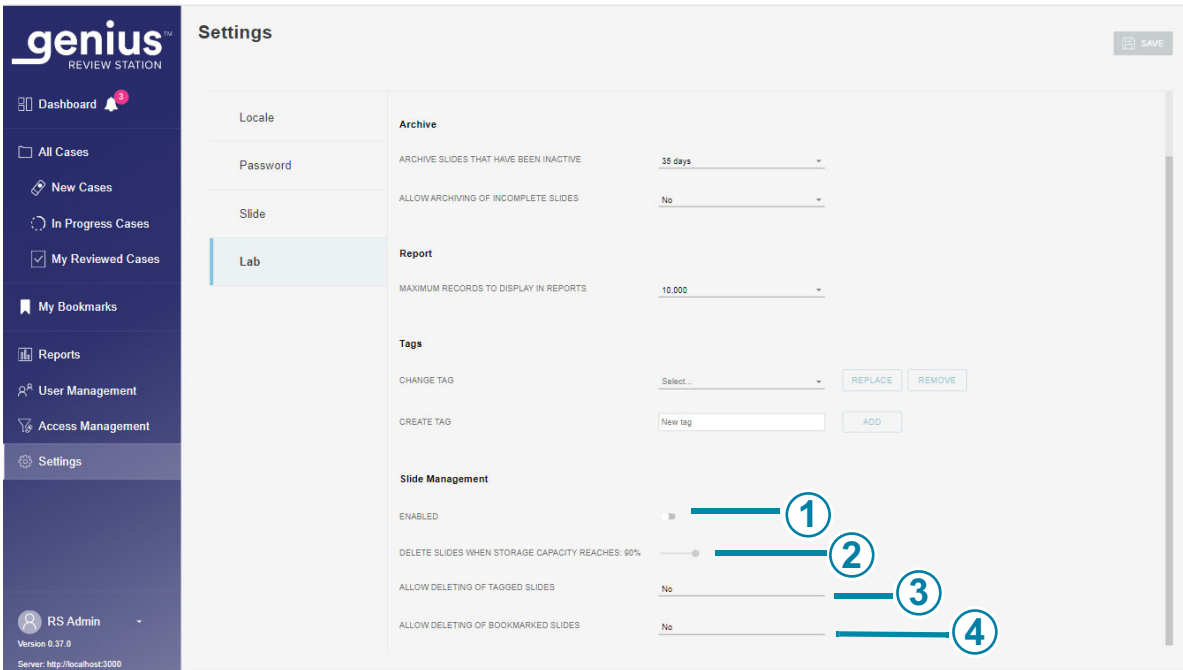 genius™
REVIEW STATION
Dashboard 3
All Cases
New Cases
In Progress Cases
My Reviewed Cases
My Bookmarks
Reports
User Management
Access Management
Settings
RS Admin
Version 0.37.0
Server: http://localhost:3000
Settings
SAVE
Locale
Password
Slide
Lab
Archive
ARCHIVE SLIDES THAT HAVE BEEN INACTIVE 35 days
ALLOW ARCHIVING OF INCOMPLETE SLIDES No
Report
MAXIMUM RECORDS TO DISPLAY IN REPORTS 10,000
Tags
CHANGE TAG Select... REPLACE REMOVE
CREATE TAG New tag ADD
Slide Management
ENABLED 1
DELETE SLIDES WHEN STORAGE CAPACITY REACHES: 90% 2
ALLOW DELETING OF TAGGED SLIDES No 3
ALLOW DELETING OF BOOKMARKED SLIDES No 4